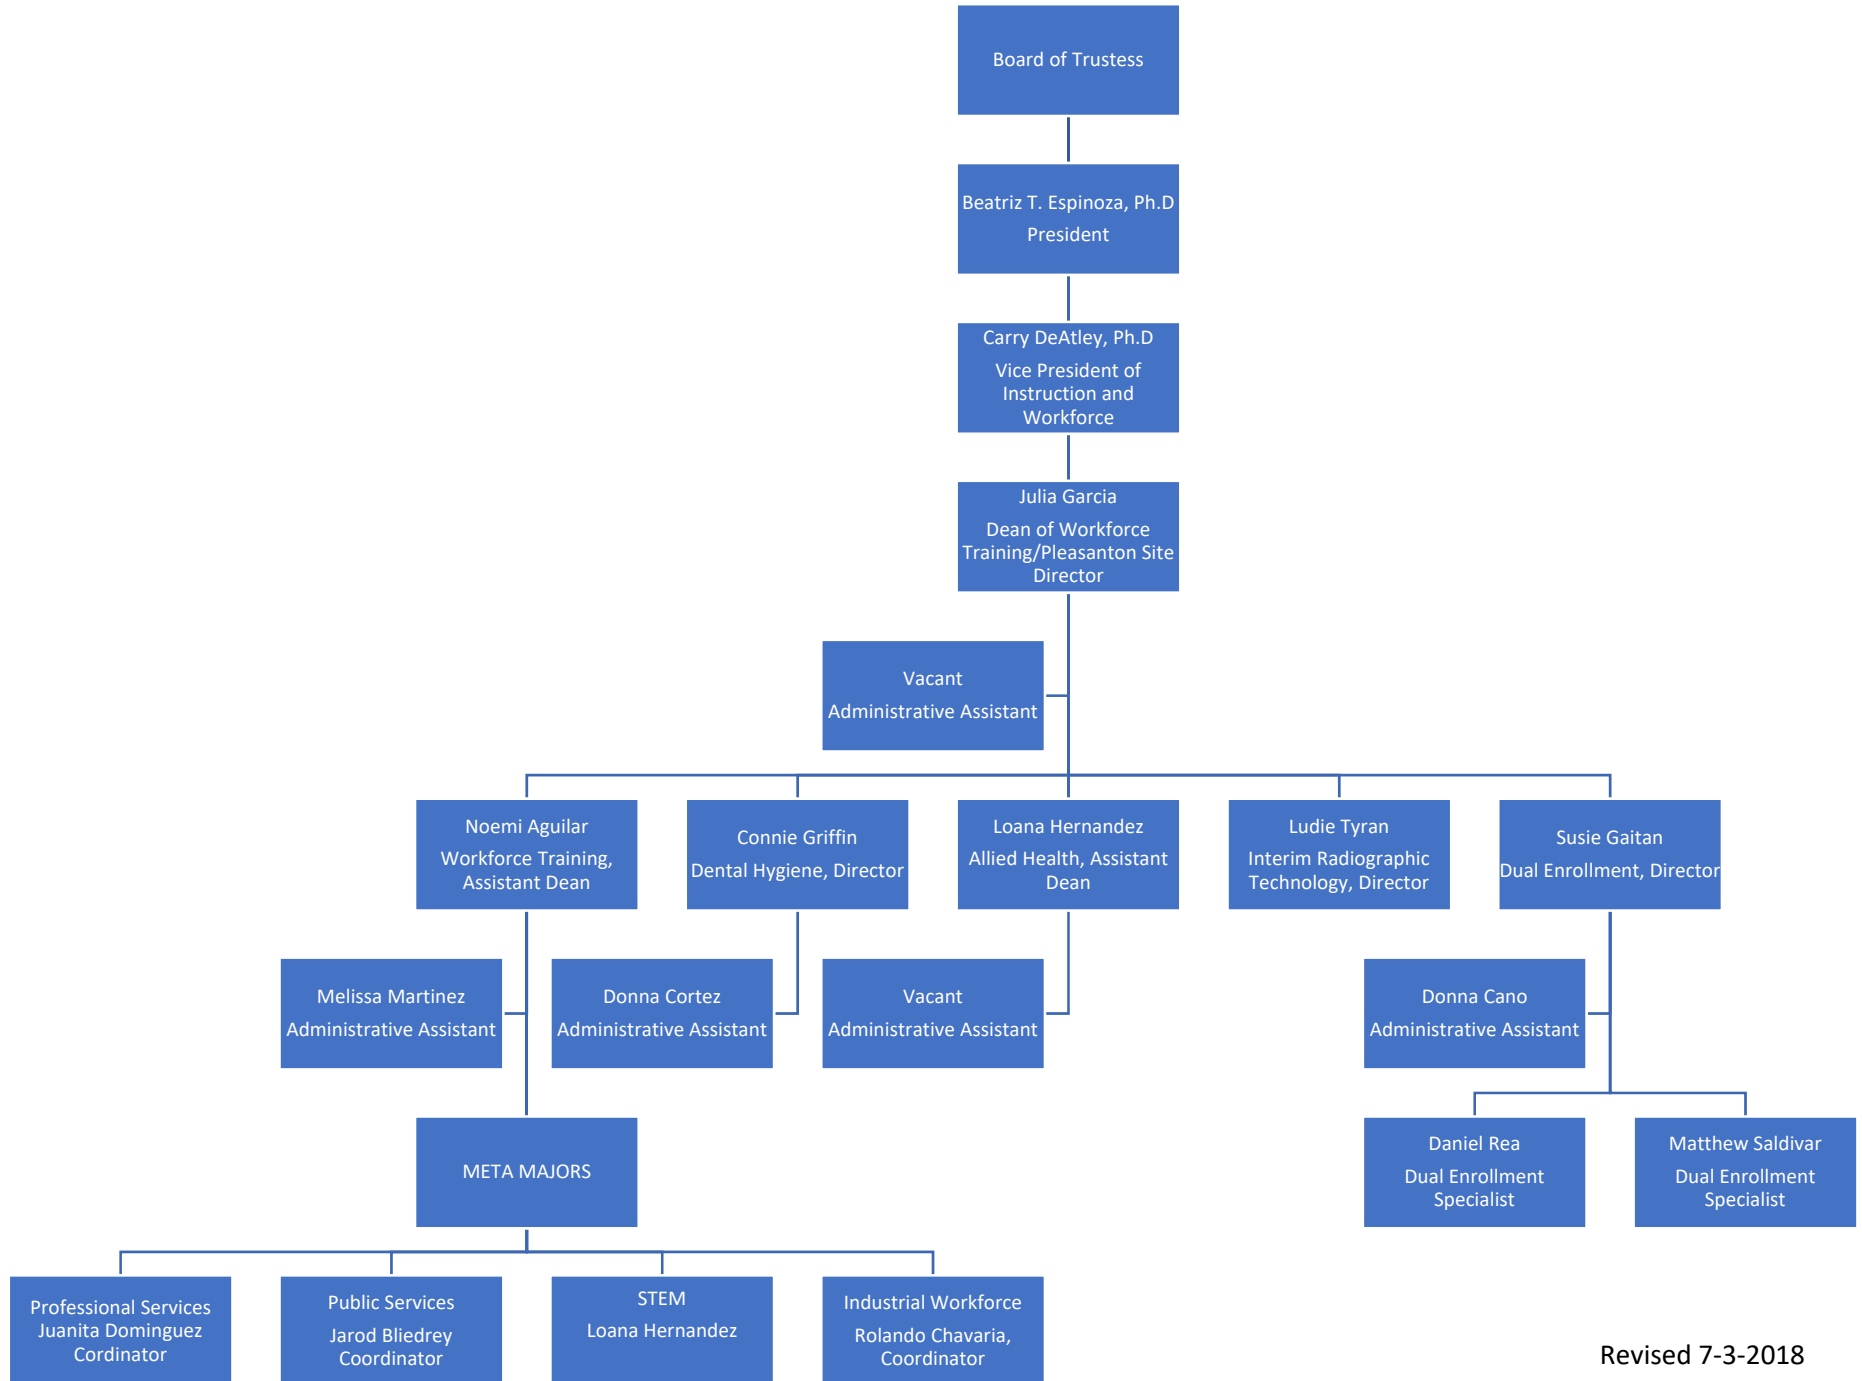 Board of Trustess
Beatriz T. Espinoza, Ph.D
President
Carry DeAtley, Ph.D
Vice President of
Instruction and
Workforce
Julia Garcia
Dean of Workforce
Training/Pleasanton Site
Director
Vacant
Administrative Assistant
Noemi Aguilar
Workforce Training,
Assistant Dean
Connie Griffin
Dental Hygiene, Director
Loana Hernandez
Allied Health, Assistant
Dean
Ludie Tyran
Interim Radiographic
Technology, Director
Susie Gaitan
Dual Enrollment, Director
Melissa Martinez
Administrative Assistant
Donna Cortez
Administrative Assistant
Vacant
Administrative Assistant
Donna Cano
Administrative Assistant
META MAJORS
Daniel Rea
Dual Enrollment
Specialist
Matthew Saldivar
Dual Enrollment
Specialist
Professional Services
Juanita Dominguez
Cordinator
Public Services
Jarod Bliedrey
Coordinator
STEM
Loana Hernandez
Industrial Workforce
Rolando Chavaria,
Coordinator
Revised 7-3-2018